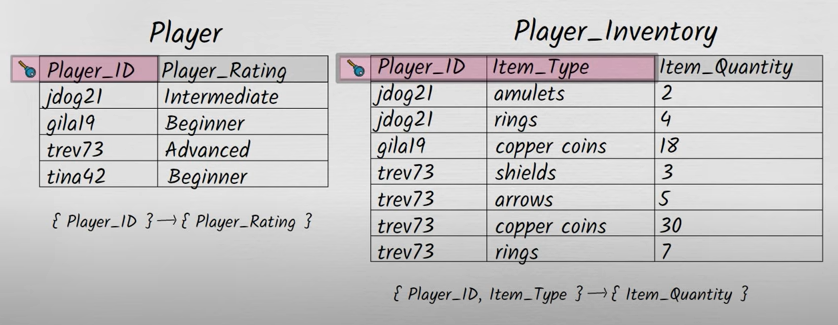 Player
Player_ID Player_Rating
jdog21 Intermediate
gila19 Beginner
trev73 Advanced
tina42 Beginner
{ Player_ID } → { Player_Rating }
Player_Inventory
Player_ID Item_Type Item_Quantity
jdog21 amulets 2
jdog21 rings 4
gila19 copper coins 18
trev73 shields 3
trev73 arrows 5
trev73 copper coins 30
trev73 rings 7
{ Player_ID, Item_Type } → { Item_Quantity }